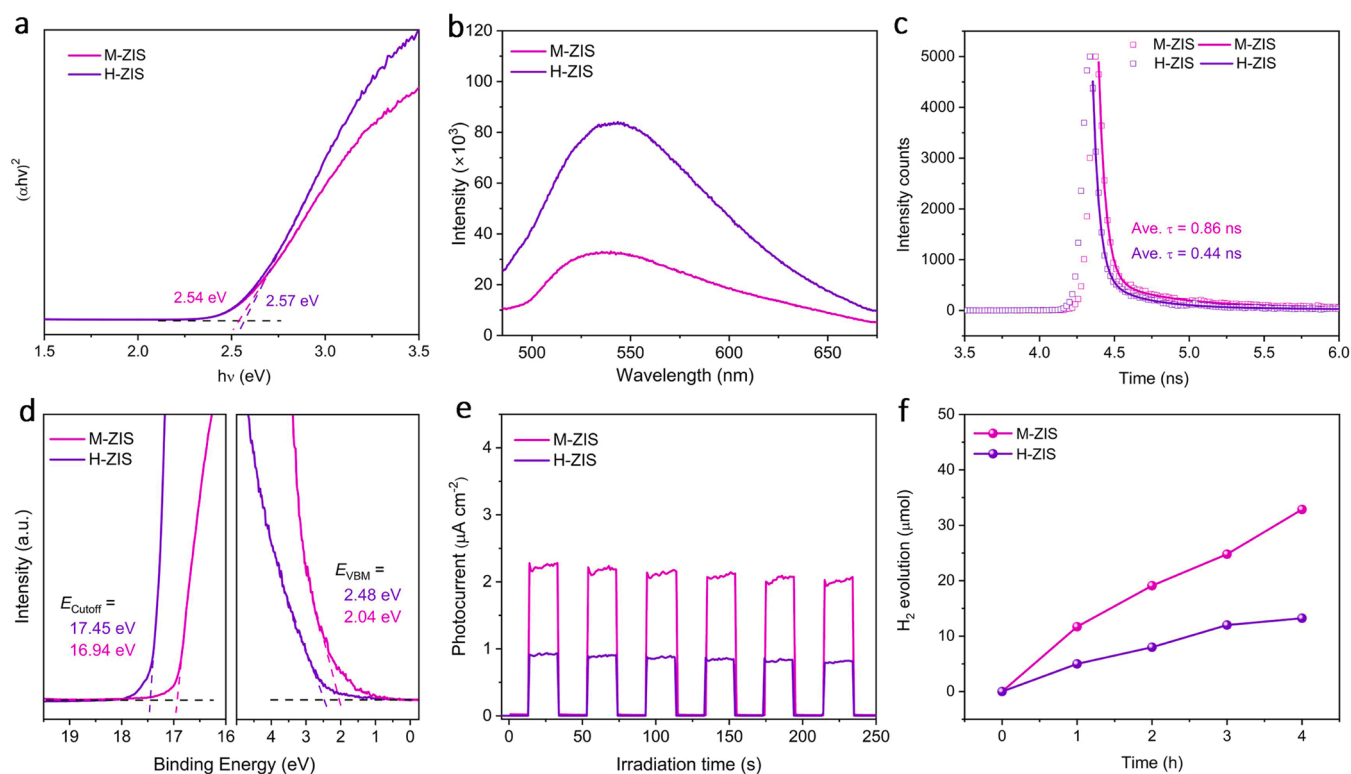 a
M-ZIS
H-ZIS
(αhν)²
2.54 eV
2.57 eV
1.5 2.0 2.5 3.0 3.5
hν (eV)
b
M-ZIS
H-ZIS
Intensity (×10³)
120
100
80
60
40
20
0
500 550 600 650
Wavelength (nm)
c
M-ZIS M-ZIS
H-ZIS H-ZIS
Intensity counts
5000
4000
3000
2000
1000
0
Ave. τ = 0.86 ns
Ave. τ = 0.44 ns
3.5 4.0 4.5 5.0 5.5 6.0
Time (ns)
d
M-ZIS
H-ZIS
Intensity (a.u.)
E_Cutoff =
17.45 eV
16.94 eV
E_VBM =
2.48 eV
2.04 eV
19 18 17 16 4 3 2 1 0
Binding Energy (eV)
e
M-ZIS
H-ZIS
Photocurrent (μA cm⁻²)
4
3
2
1
0
0 50 100 150 200 250
Irradiation time (s)
f
M-ZIS
H-ZIS
H₂ evolution (μmol)
50
40
30
20
10
0
0 1 2 3 4
Time (h)